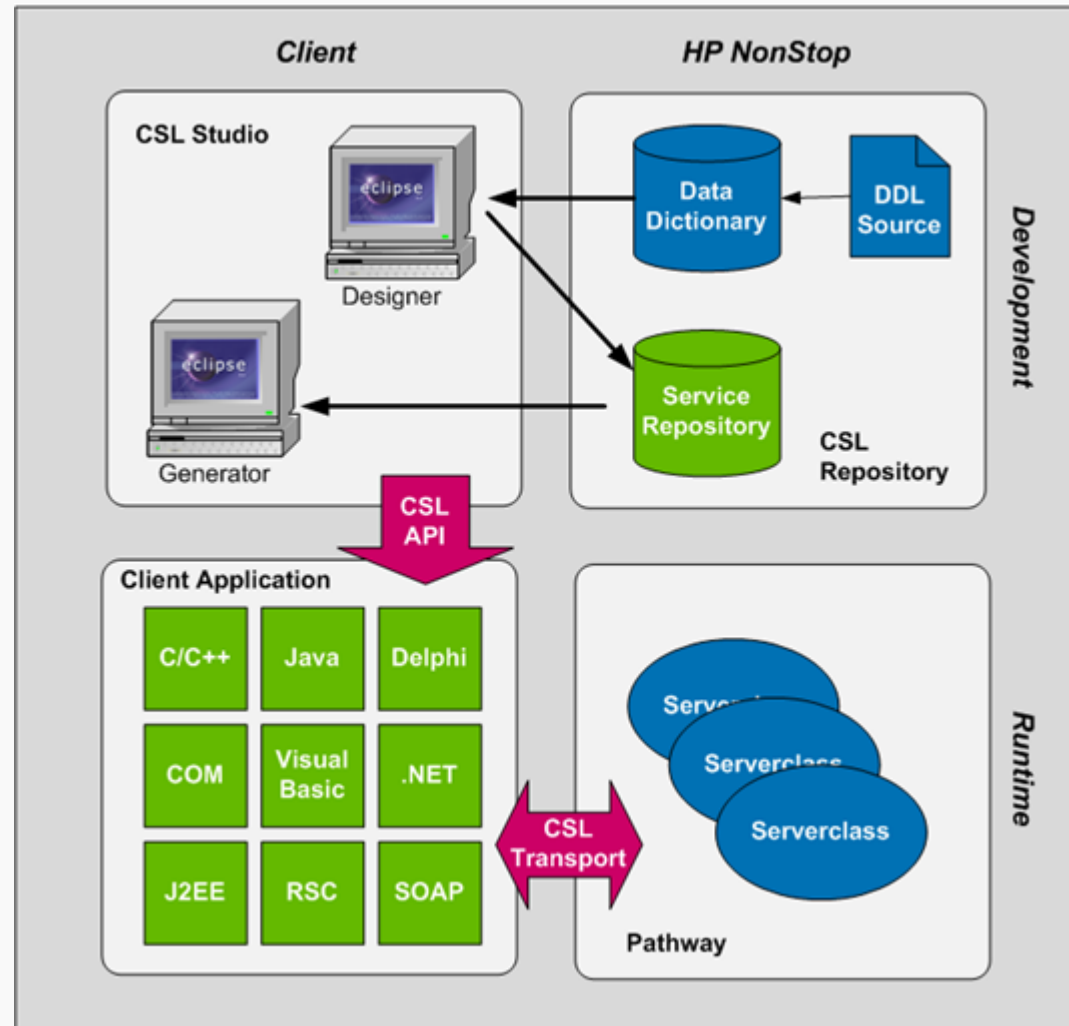 Client
HP NonStop
CSL Studio
eclipse
Designer
eclipse
Generator
Data
Dictionary
DDL
Source
Service
Repository
CSL
Repository
Development
CSL
API
Client Application
C/C++
Java
Delphi
COM
Visual
Basic
.NET
J2EE
RSC
SOAP
CSL
Transport
Serverclass
Serverclass
Serverclass
Pathway
Runtime